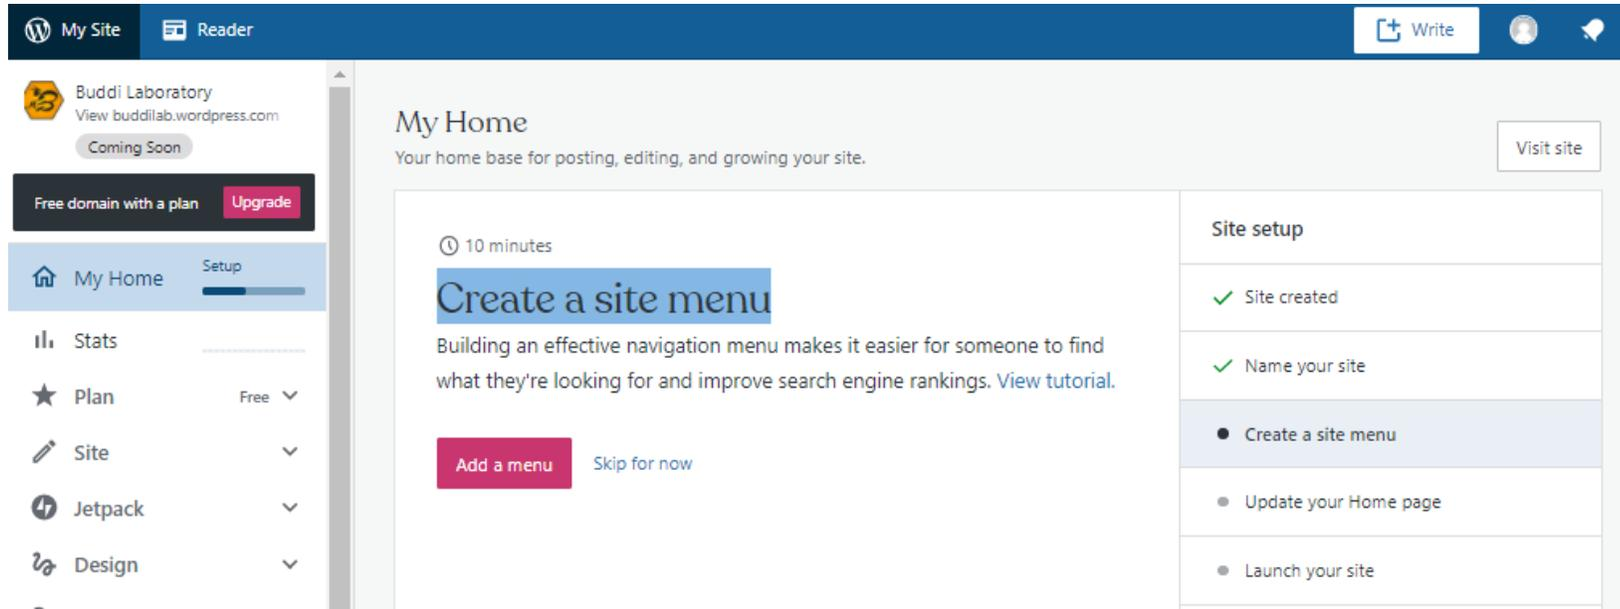 My Site
Reader
Write
Buddi Laboratory
View buddilab.wordpress.com
Coming Soon
Free domain with a plan
Upgrade
My Home
Setup
Stats
Plan
Free
Site
Jetpack
Design
My Home
Your home base for posting, editing, and growing your site.
Visit site
10 minutes
Create a site menu
Building an effective navigation menu makes it easier for someone to find
what they're looking for and improve search engine rankings. View tutorial.
Add a menu
Skip for now
Site setup
Site created
Name your site
Create a site menu
Update your Home page
Launch your site